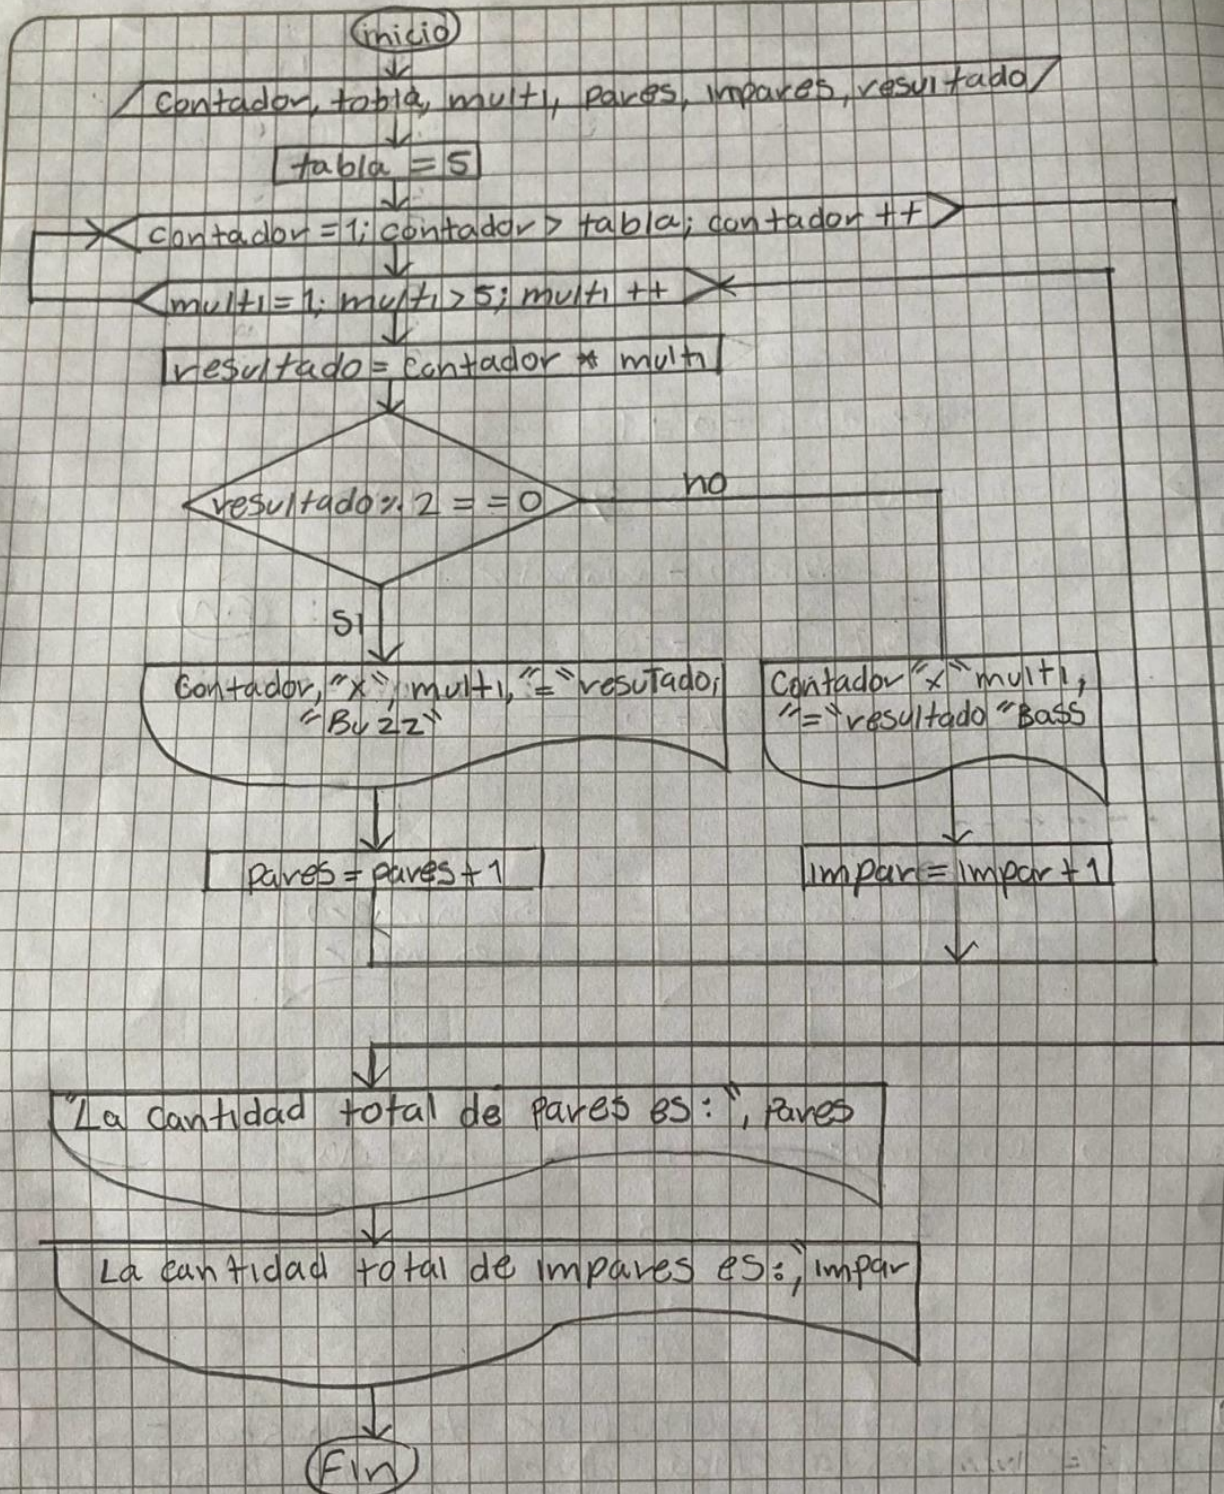 inicio
contador, tabla, multi, pares, impares, resultado
tabla = 5
contador = 1; contador > tabla; contador ++
multi = 1; multi > 5; multi ++
resultado = contador * multi
resultado % 2 = = 0
no
si
contador, "x", multi, "=" resultado,
"Buzz"
contador "x" multi,
"=" resultado "Bass
pares = pares + 1
impar = impar + 1
"La cantidad total de pares es: ", pares
La cantidad total de impares es:," impar
Fin